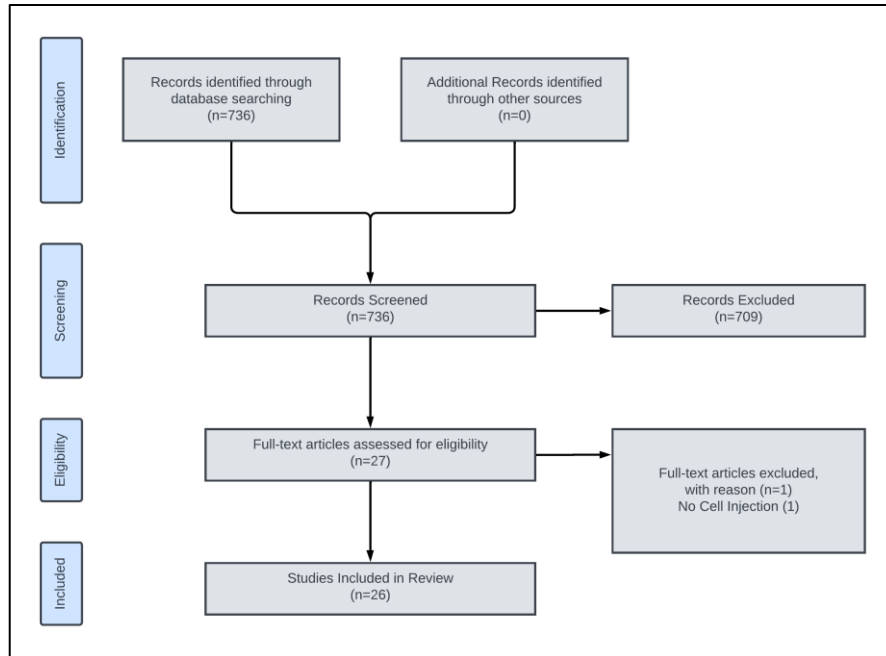 Identification
Records identified through
database searching
(n=736)
Additional Records identified
through other sources
(n=0)
Screening
Records Screened
(n=736)
Records Excluded
(n=709)
Eligibility
Full-text articles assessed for eligibility
(n=27)
Full-text articles excluded,
with reason (n=1)
No Cell Injection (1)
Included
Studies Included in Review
(n=26)